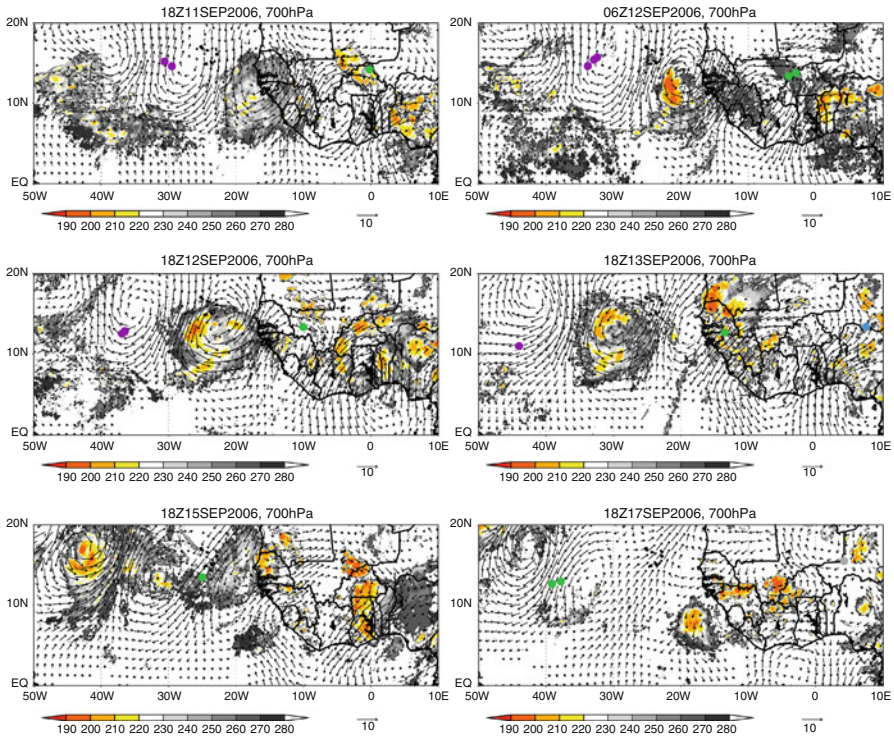 18Z11SEP2006, 700hPa
20N
10N
EQ
50W 40W 30W 20W 10W 0 10E
190 200 210 220 230 240 250 260 270 280
10
06Z12SEP2006, 700hPa
20N
10N
EQ
50W 40W 30W 20W 10W 0 10E
190 200 210 220 230 240 250 260 270 280
10
18Z12SEP2006, 700hPa
20N
10N
EQ
50W 40W 30W 20W 10W 0 10E
190 200 210 220 230 240 250 260 270 280
10
18Z13SEP2006, 700hPa
20N
10N
EQ
50W 40W 30W 20W 10W 0 10E
190 200 210 220 230 240 250 260 270 280
10
18Z15SEP2006, 700hPa
20N
10N
EQ
50W 40W 30W 20W 10W 0 10E
190 200 210 220 230 240 250 260 270 280
10
18Z17SEP2006, 700hPa
20N
10N
EQ
50W 40W 30W 20W 10W 0 10E
190 200 210 220 230 240 250 260 270 280
10